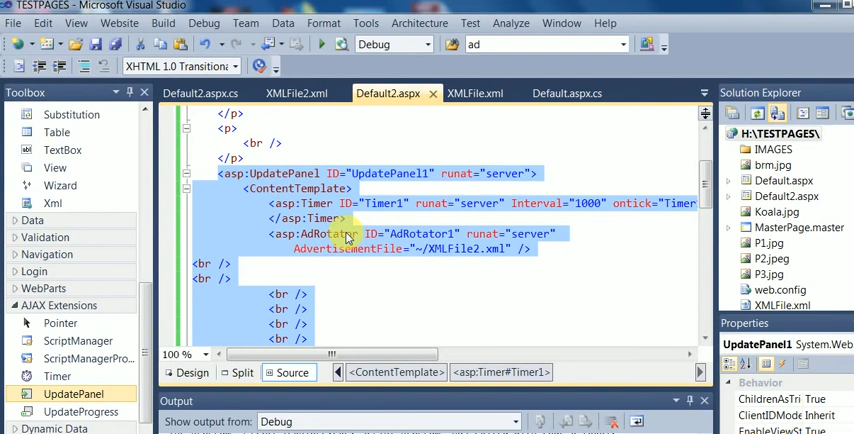 TESTPAGES - Microsoft Visual Studio
File Edit View Website Build Debug Team Data Format Tools Architecture Test Analyze Window Help
Debug ad
XHTML 1.0 Transitional
Toolbox
Substitution
Table
TextBox
View
Wizard
Xml
Data
Validation
Navigation
Login
WebParts
AJAX Extensions
Pointer
ScriptManager
ScriptManagerPro...
Timer
UpdatePanel
UpdateProgress
Dynamic Data
Default2.aspx.cs XMLFile2.xml Default2.aspx XMLFile.xml Default.aspx.cs
</p>
<p>
<br />
</p>
<asp:UpdatePanel ID="UpdatePanel1" runat="server">
<ContentTemplate>
<asp:Timer ID="Timer1" runat="server" Interval="1000" ontick="Timer
</asp:Timer>
<asp:AdRotator ID="AdRotator1" runat="server"
AdvertisementFile="~/XMLFile2.xml" />
<br />
<br />
<br />
<br />
<br />
<br />
100 %
Design Split Source <ContentTemplate> <asp:Timer#Timer1>
Output
Show output from: Debug
Solution Explorer
H:\TESTPAGES\
IMAGES
brm.jpg
Default.aspx
Default2.aspx
Koala.jpg
MasterPage.master
P1.jpg
P2.jpeg
P3.jpg
web.config
XMLFile.xml
Properties
UpdatePanel1 System.Web
Behavior
ChildrenAsTri True
ClientIDMode Inherit
EnableViewSt True